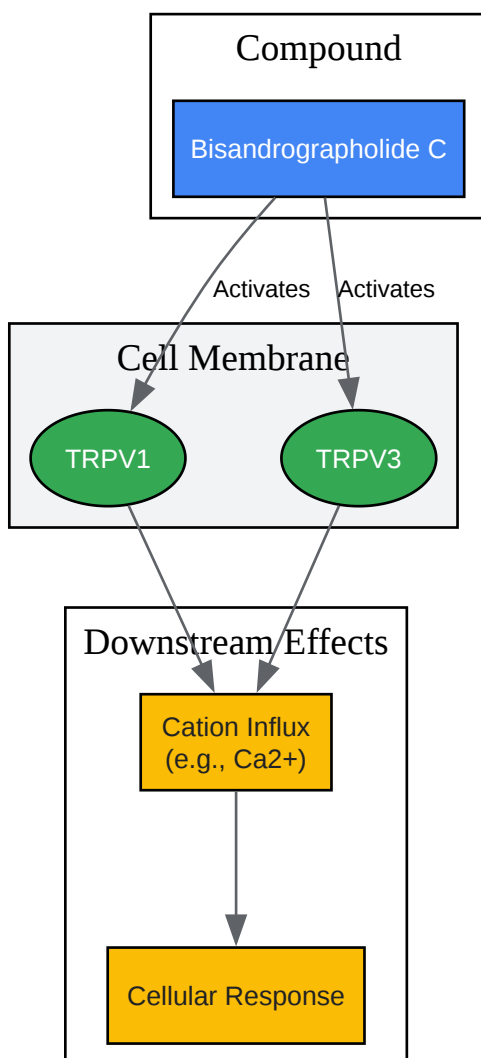 Compound
Bisandrographolide C
Activates
Activates
Cell Membrane
TRPV1
TRPV3
Downstream Effects
Cation Influx
(e.g., Ca2+)
Cellular Response